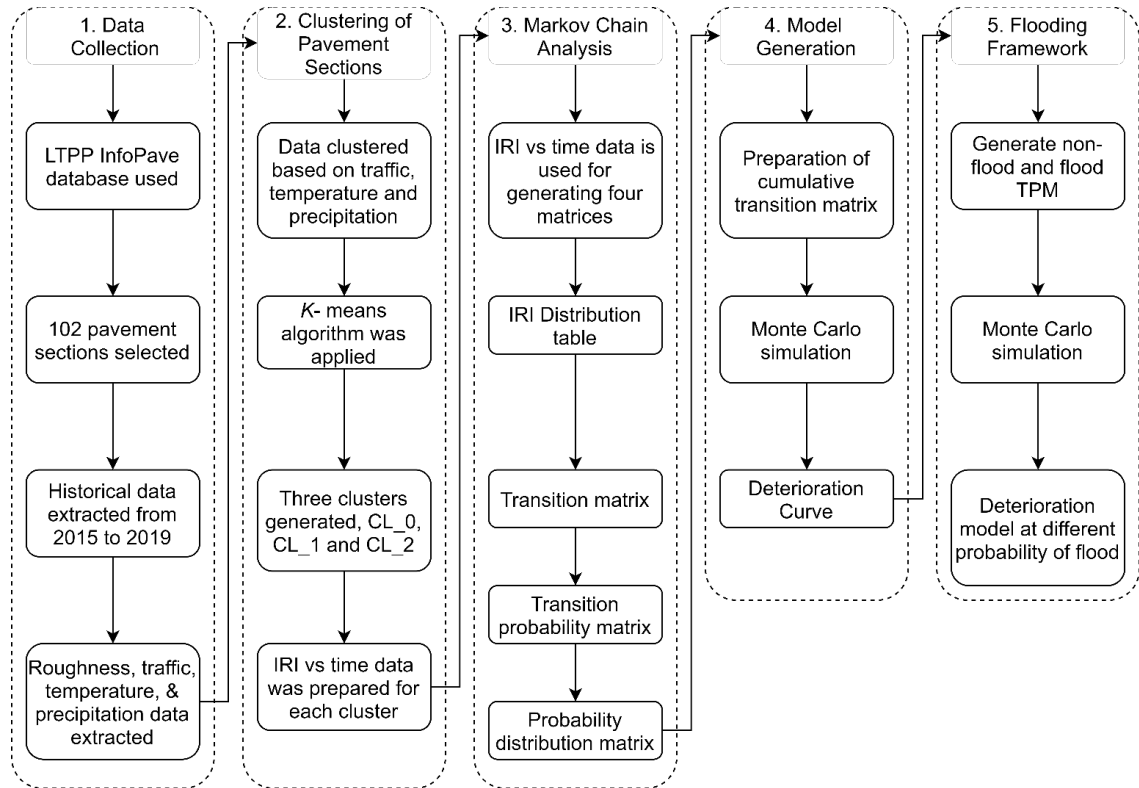 1. Data
Collection
LTPP InfoPave
database used
102 pavement
sections selected
Historical data
extracted from
2015 to 2019
Roughness, traffic,
temperature, &
precipitation data
extracted
2. Clustering of
Pavement
Sections
Data clustered
based on traffic,
temperature and
precipitation
K- means
algorithm was
applied
Three clusters
generated, CL_0,
CL_1 and CL_2
IRI vs time data
was prepared for
each cluster
3. Markov Chain
Analysis
IRI vs time data is
used for
generating four
matrices
IRI Distribution
table
Transition matrix
Transition
probability matrix
Probability
distribution matrix
4. Model
Generation
Preparation of
cumulative
transition matrix
Monte Carlo
simulation
Deterioration
Curve
5. Flooding
Framework
Generate non-
flood and flood
TPM
Monte Carlo
simulation
Deterioration
model at different
probability of flood